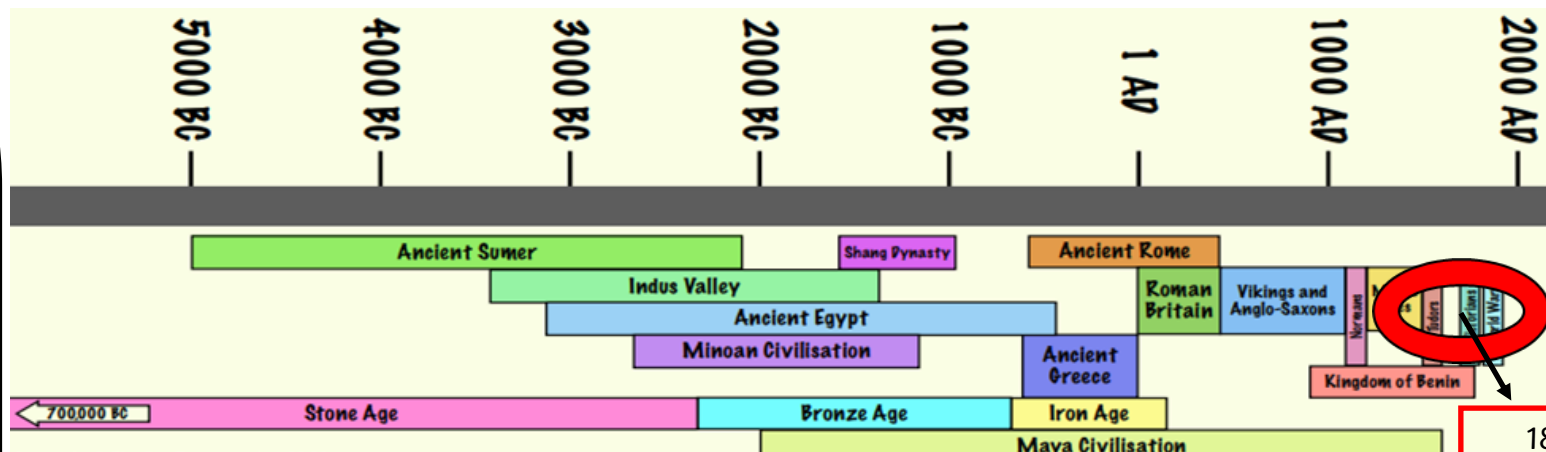 5000 BC
4000 BC
3000 BC
2000 BC
1000 BC
1 AD
1000 AD
2000 AD
Ancient Sumer
Shang Dynasty
Ancient Rome
Indus Valley
Roman
Britain
Vikings and
Anglo-Saxons
Normans
Tudors
Ancient Egypt
Minoan Civilisation
Ancient
Greece
Kingdom of Benin
700,000 BC
Stone Age
Bronze Age
Iron Age
Maya Civilisation
18